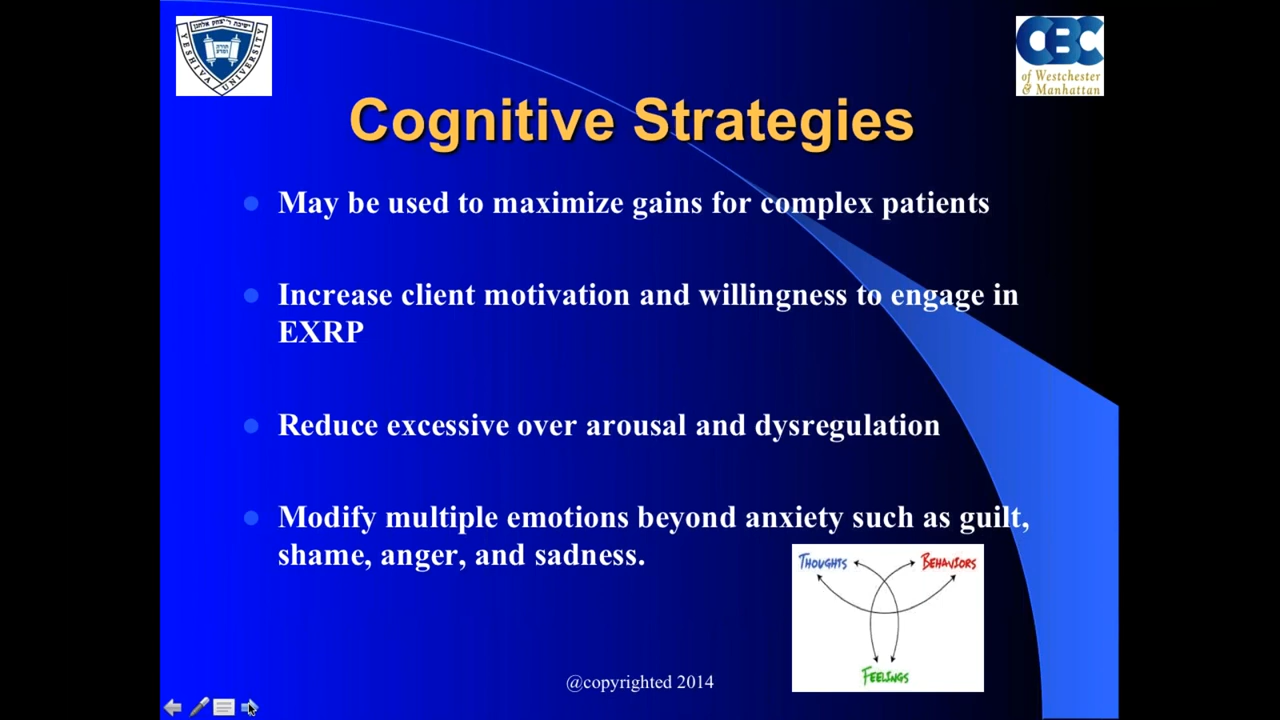 YESHIVA UNIVERSITY
CBC
of Westchester
& Manhattan
Cognitive Strategies
May be used to maximize gains for complex patients
Increase client motivation and willingness to engage in
EXRP
Reduce excessive over arousal and dysregulation
Modify multiple emotions beyond anxiety such as guilt,
shame, anger, and sadness.
THOUGHTS
BEHAVIORS
FEELINGS
@copyrighted 2014